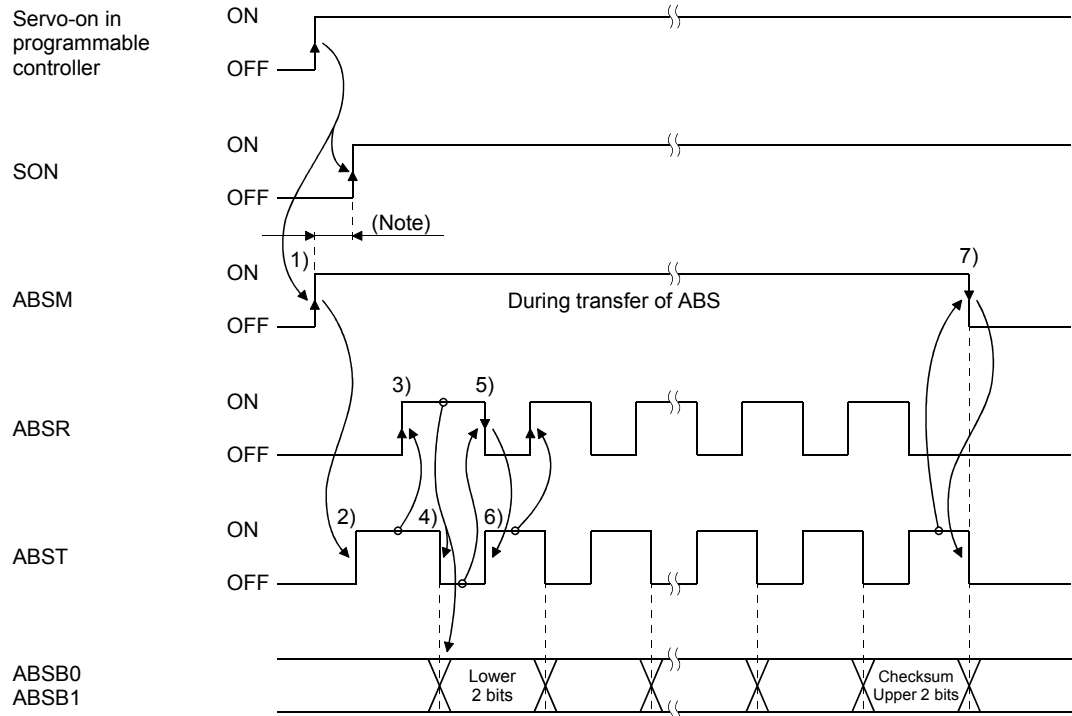 Servo-on in
programmable
controller
ON
OFF
SON
ON
OFF
(Note)
ABSM
ON
OFF
1)
During transfer of ABS
7)
ABSR
ON
OFF
3)
5)
ABST
ON
OFF
2)
4)
6)
ABSB0
ABSB1
Lower
2 bits
Checksum
Upper 2 bits